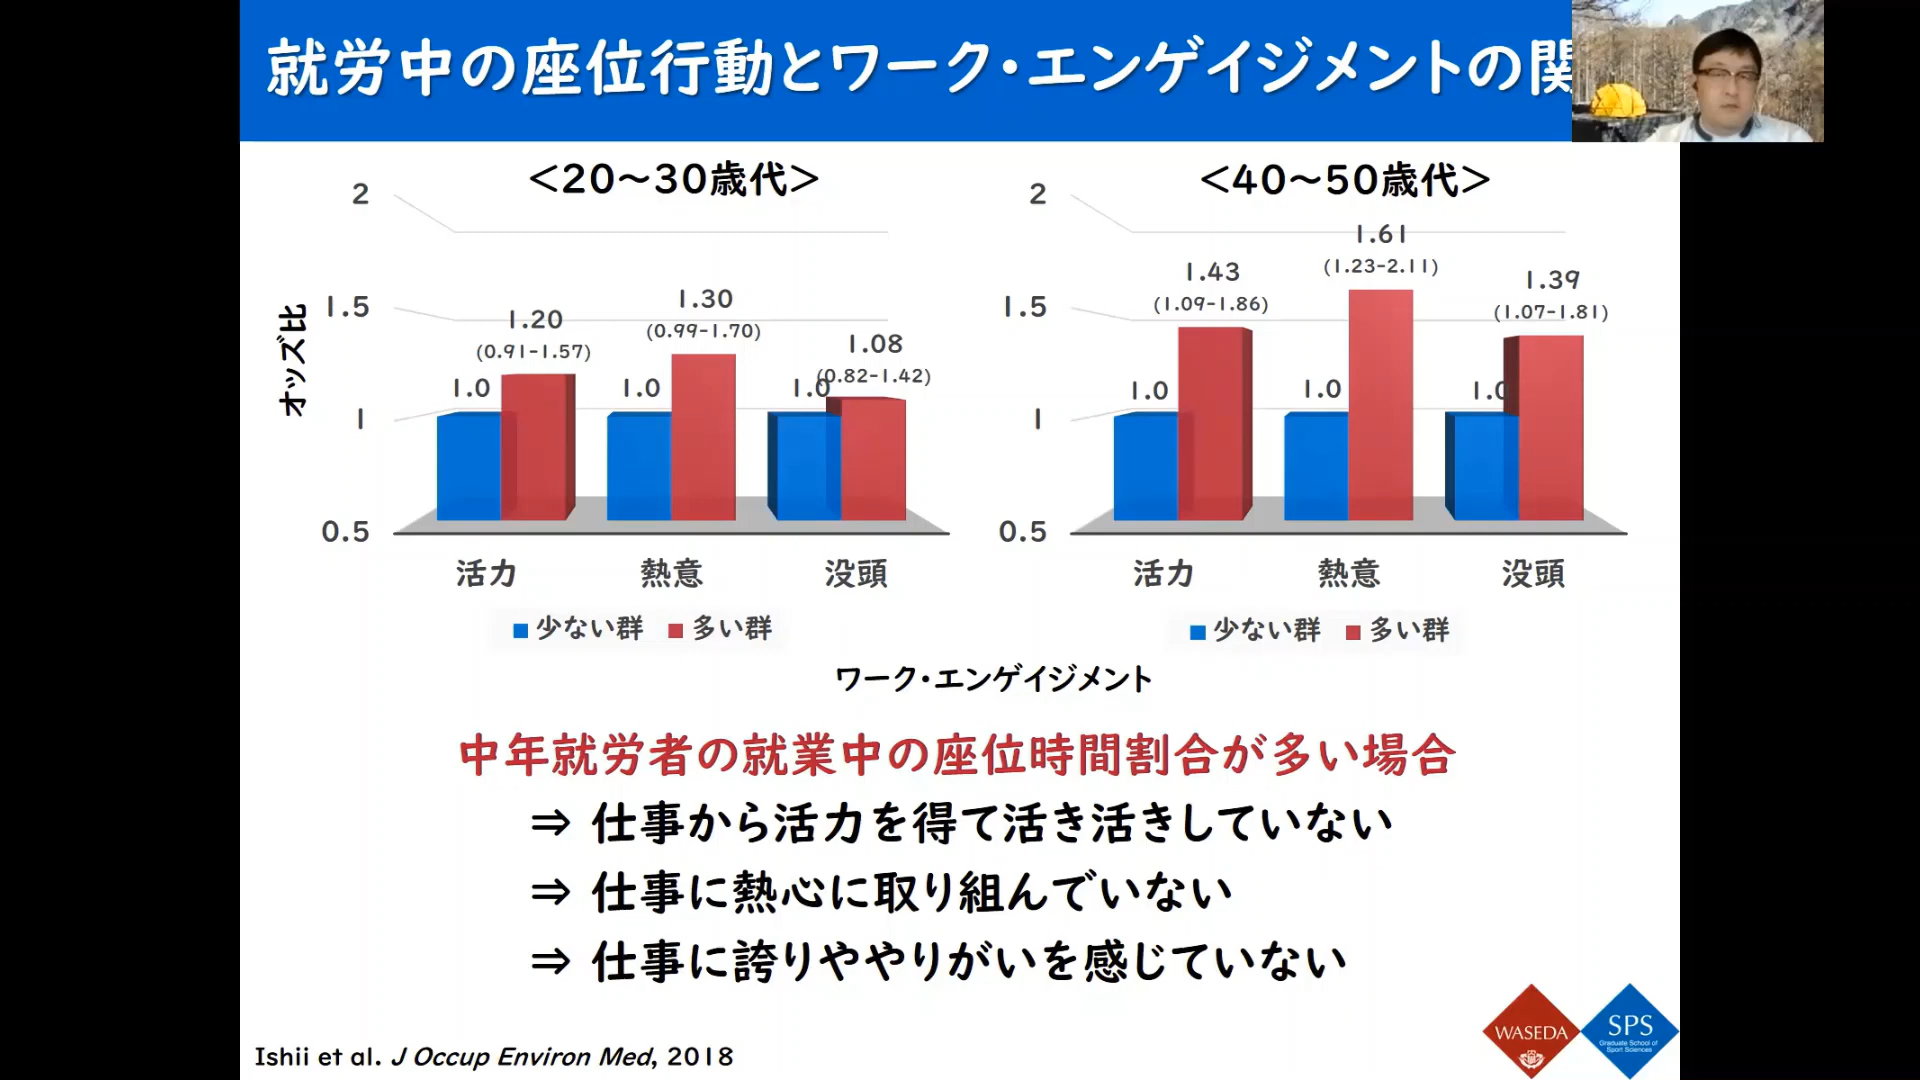 就労中の座位行動とワーク・エンゲイジメントの関
<20～30歳代>
2
1.5
1
0.5
オッズ比
1.0
1.20
(0.91-1.57)
1.0
1.30
(0.99-1.70)
1.0
1.08
(0.82-1.42)
活力 熱意 没頭
少ない群 多い群
<40～50歳代>
2
1.5
1
0.5
1.0
1.43
(1.09-1.86)
1.0
1.61
(1.23-2.11)
1.0
1.39
(1.07-1.81)
活力 熱意 没頭
少ない群 多い群
ワーク・エンゲイジメント
中年就労者の就業中の座位時間割合が多い場合
⇒ 仕事から活力を得て活き活きしていない
⇒ 仕事に熱心に取り組んでいない
⇒ 仕事に誇りややりがいを感じていない
Ishii et al. J Occup Environ Med, 2018
WASEDA
SPS
Graduate School of
Sport Sciences